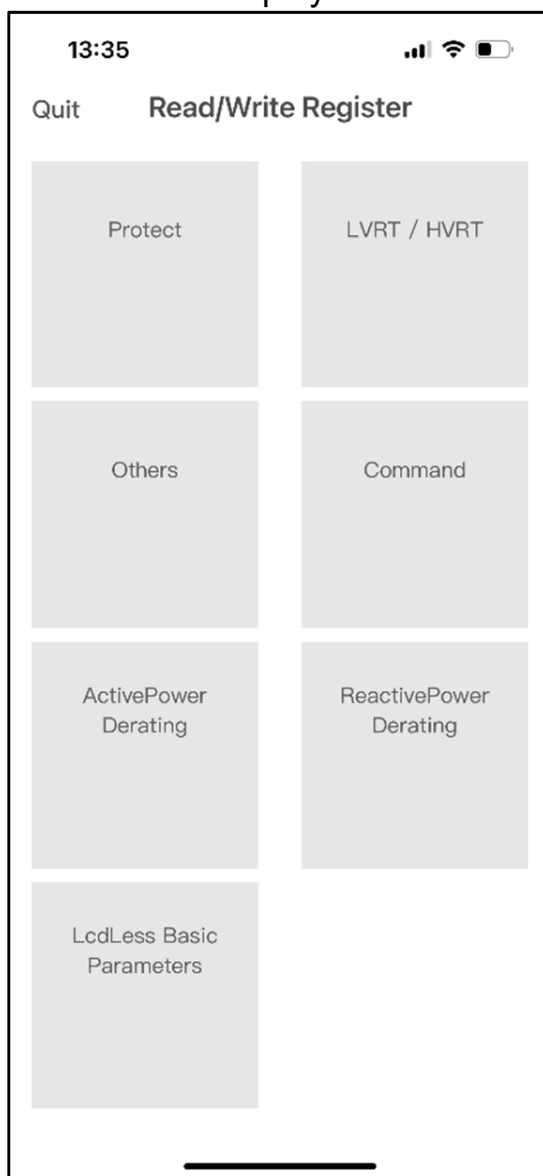 13:35
Quit Read/Write Register
Protect
LVRT / HVRT
Others
Command
ActivePower
Derating
ReactivePower
Derating
LcdLess Basic
Parameters